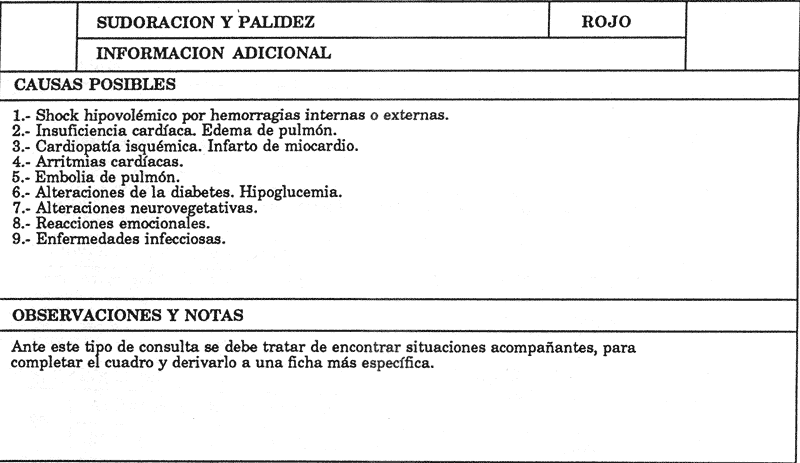 SUDORACION Y PALIDEZ
ROJO
INFORMACION ADICIONAL
CAUSAS POSIBLES
1.- Shock hipovolémico por hemorragias internas o externas.
2.- Insuficiencia cardíaca. Edema de pulmón.
3.- Cardiopatía isquémica. Infarto de miocardio.
4.- Arritmias cardíacas.
5.- Embolia de pulmón.
6.- Alteraciones de la diabetes. Hipoglucemia.
7.- Alteraciones neurovegetativas.
8.- Reacciones emocionales.
9.- Enfermedades infecciosas.
OBSERVACIONES Y NOTAS
Ante este tipo de consulta se debe tratar de encontrar situaciones acompañantes, para
completar el cuadro y derivarlo a una ficha más específica.